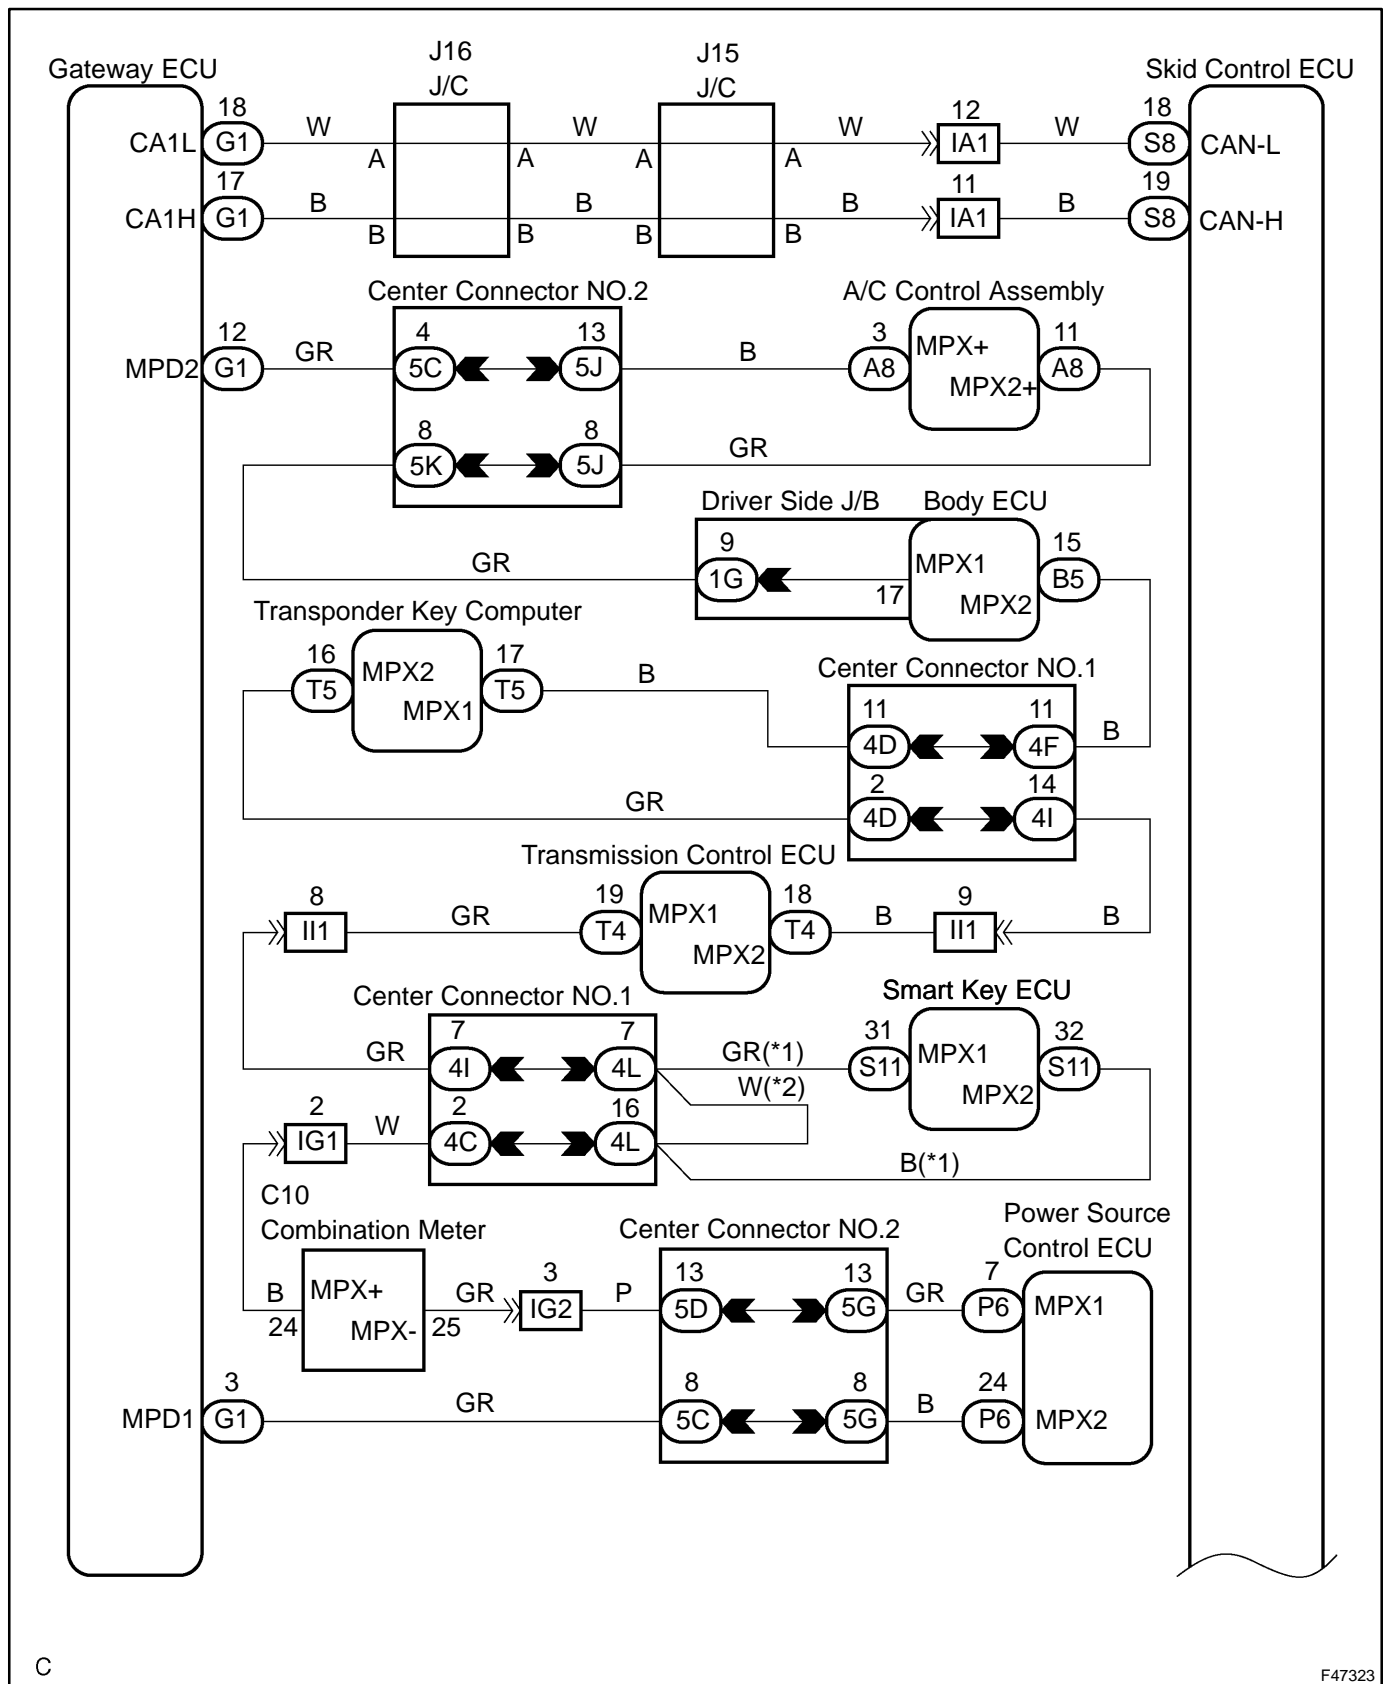 J16
J/C
J15
J/C
Gateway ECU
Skid Control ECU
18
W
W
W
12
W
18
CA1L
G1
A
A
A
A
IA1
S8
CAN-L
17
B
B
B
11
B
19
CA1H
G1
B
B
B
B
IA1
S8
CAN-H
Center Connector NO.2
A/C Control Assembly
12
GR
4
13
B
3
MPX+
11
MPD2
G1
5C
5J
A8
MPX2+
A8
8
8
GR
5K
5J
Driver Side J/B
Body ECU
GR
9
MPX1
15
1G
17
MPX2
B5
Transponder Key Computer
16
MPX2
17
B
T5
MPX1
T5
Center Connector NO.1
11
11
B
4D
4F
GR
2
14
4D
4I
Transmission Control ECU
8
GR
19
MPX1
18
B
9
B
II1
T4
MPX2
T4
II1
Center Connector NO.1
Smart Key ECU
GR
7
7
GR(*1)
31
MPX1
32
4I
4L
S11
MPX2
S11
W(*2)
2
W
2
16
IG1
4C
4L
B(*1)
C10
Combination Meter
Center Connector NO.2
Power Source
Control ECU
B
MPX+
GR
3
P
13
13
GR
7
24
MPX-
25
IG2
5D
5G
P6
MPX1
3
GR
8
8
B
24
MPD1
G1
5C
5G
P6
MPX2
C
F47323